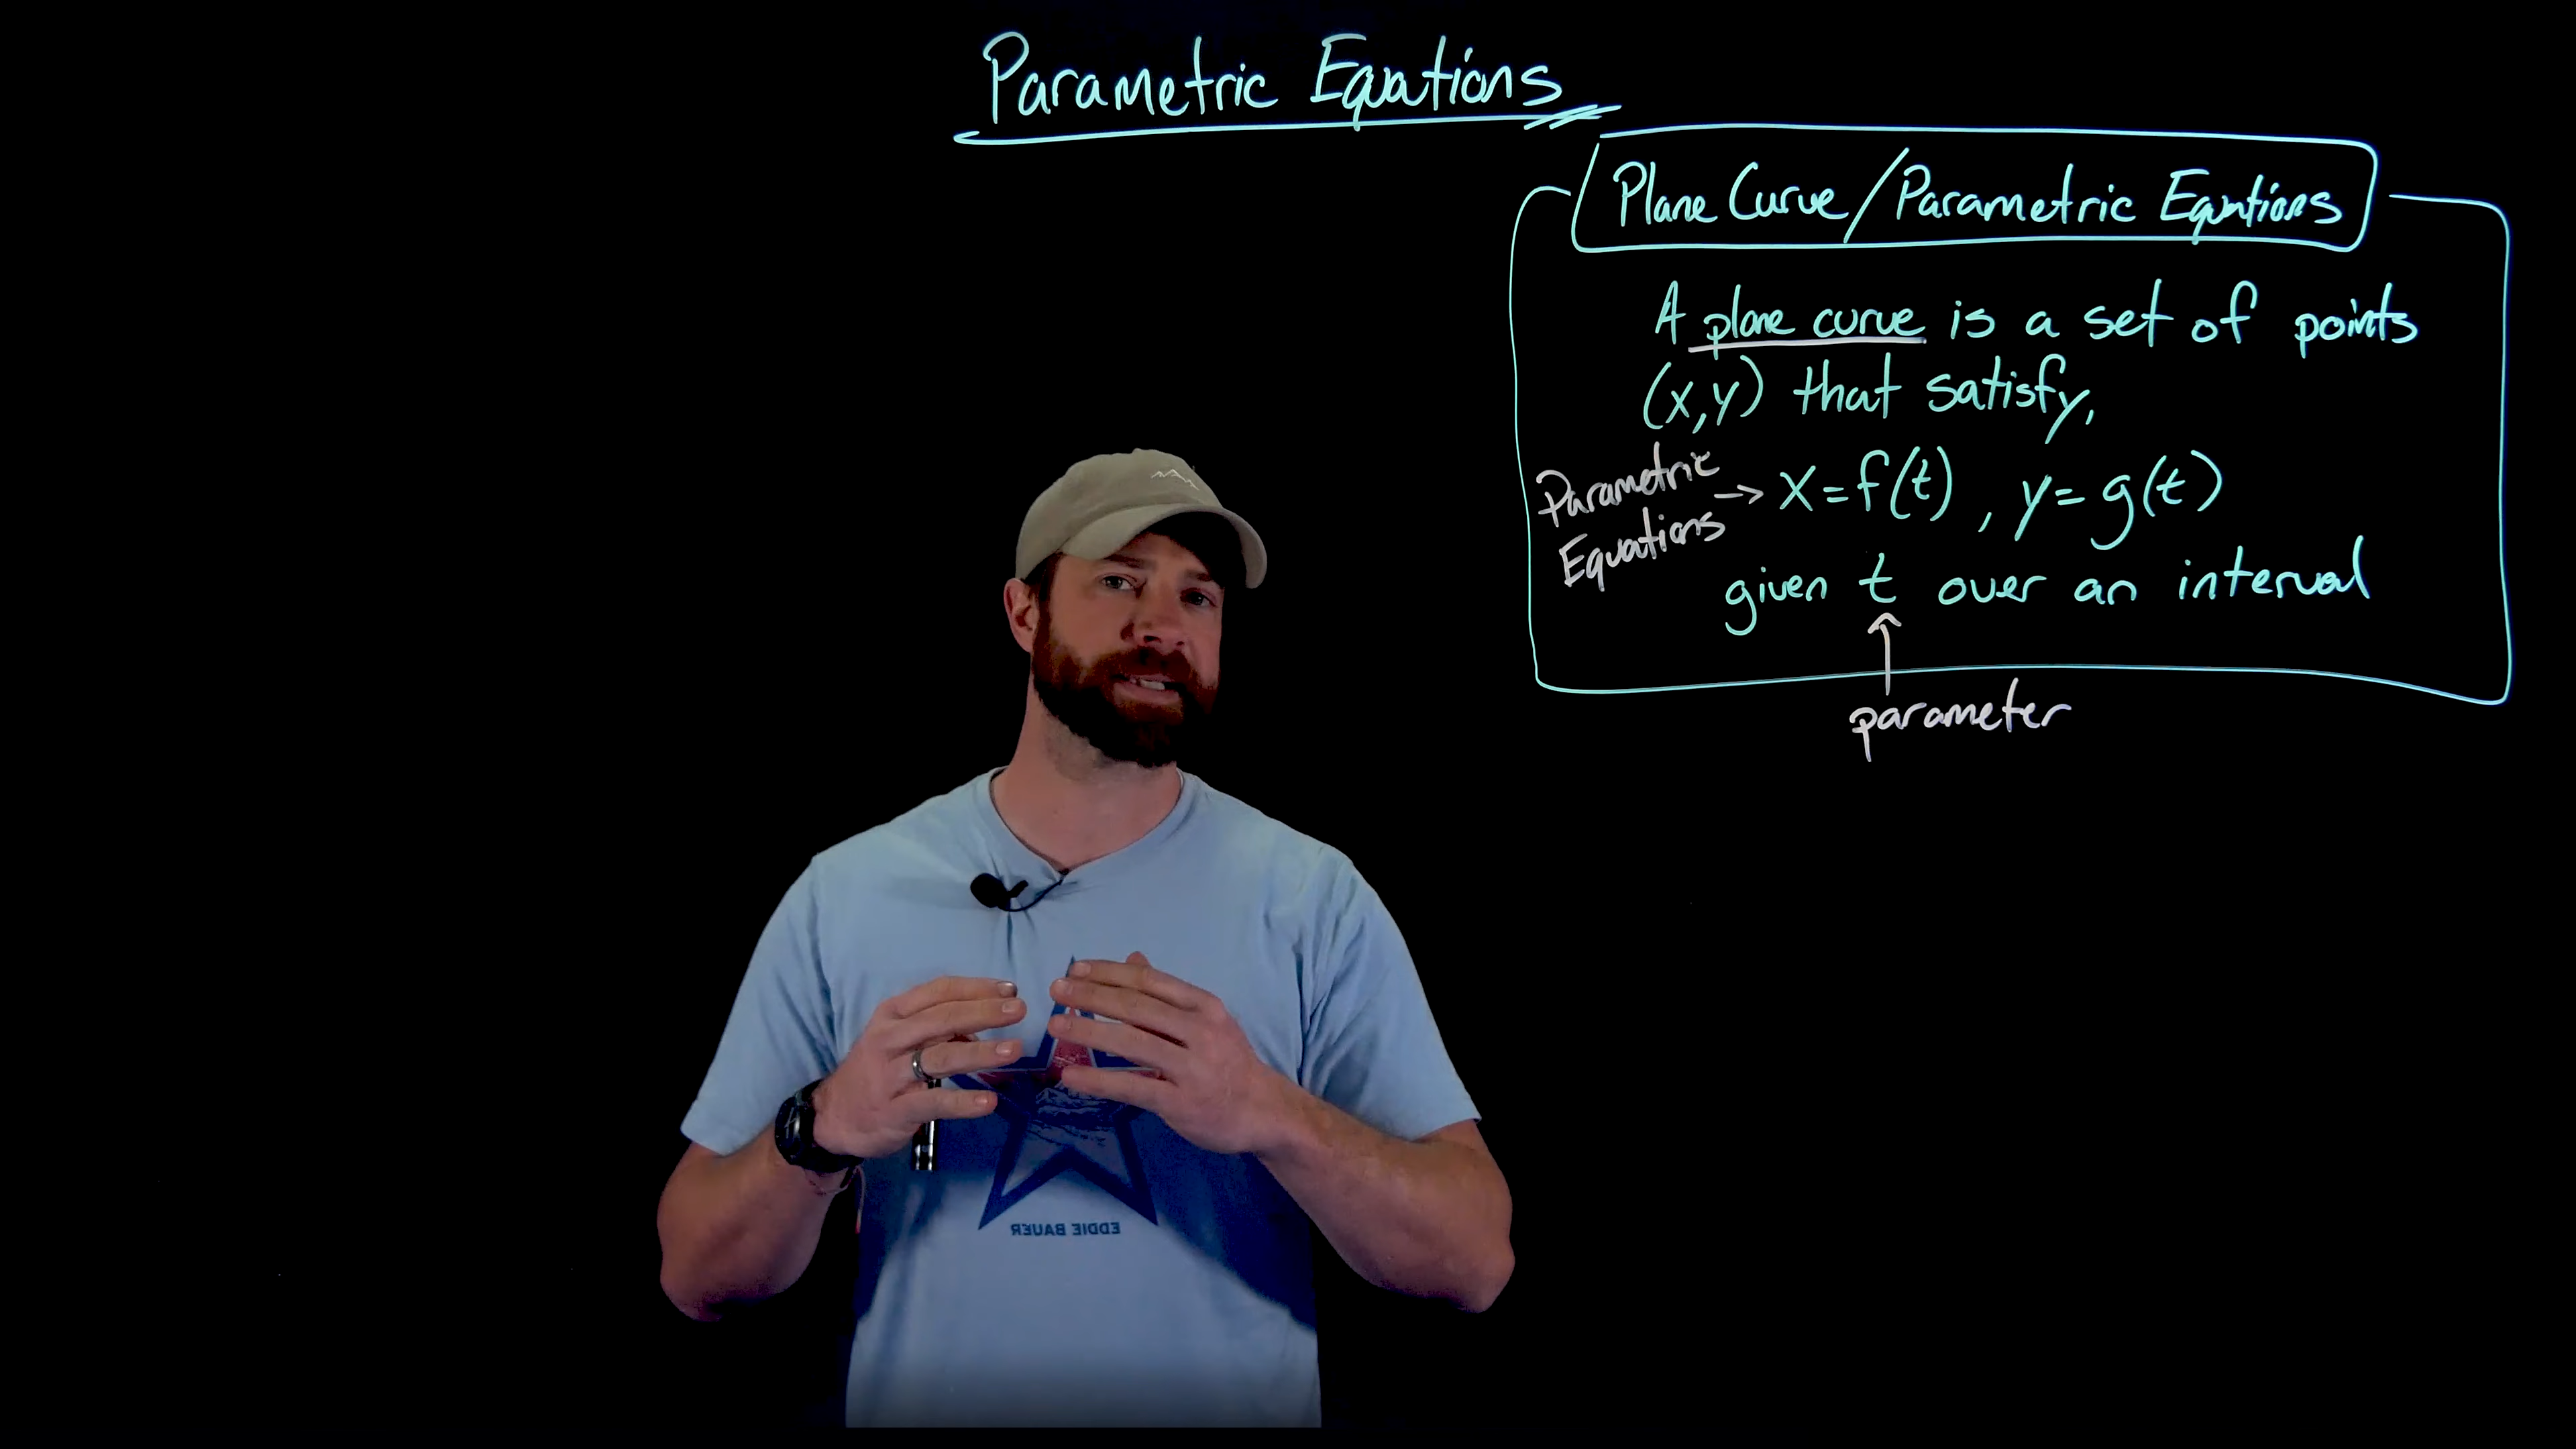 Parametric Equations
Plane Curve/Parametric Equations
A plane curve is a set of points
(x,y) that satisfy,
Parametric
Equations
→ x=f(t), y=g(t)
given t over an interval
parameter
EDDIE BAUER